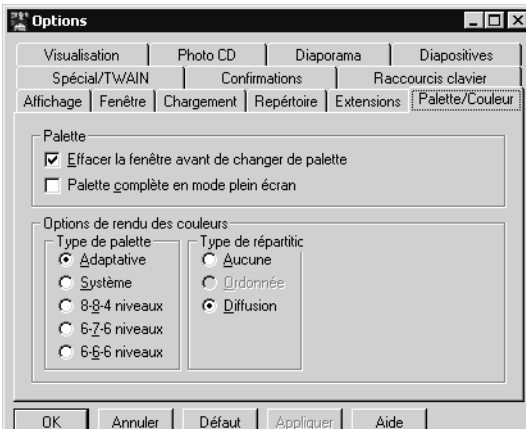 Options
Visualisation Photo CD Diaporama Diapositives
Spécial/TWAIN Confirmations Raccourcis clavier
Affichage Fenêtre Chargement Repértoire Extensions Palette/Couleur
Palette
Effacer la fenêtre avant de changer de palette
Palette complète en mode plein écran
Options de rendu des couleurs
Type de palette
Adaptative
Système
8-8-4 niveaux
6-7-6 niveaux
6-6-6 niveaux
Type de répartitic
Aucune
Ordonnée
Diffusion
OK Annuler Défaut Appliquer Aide